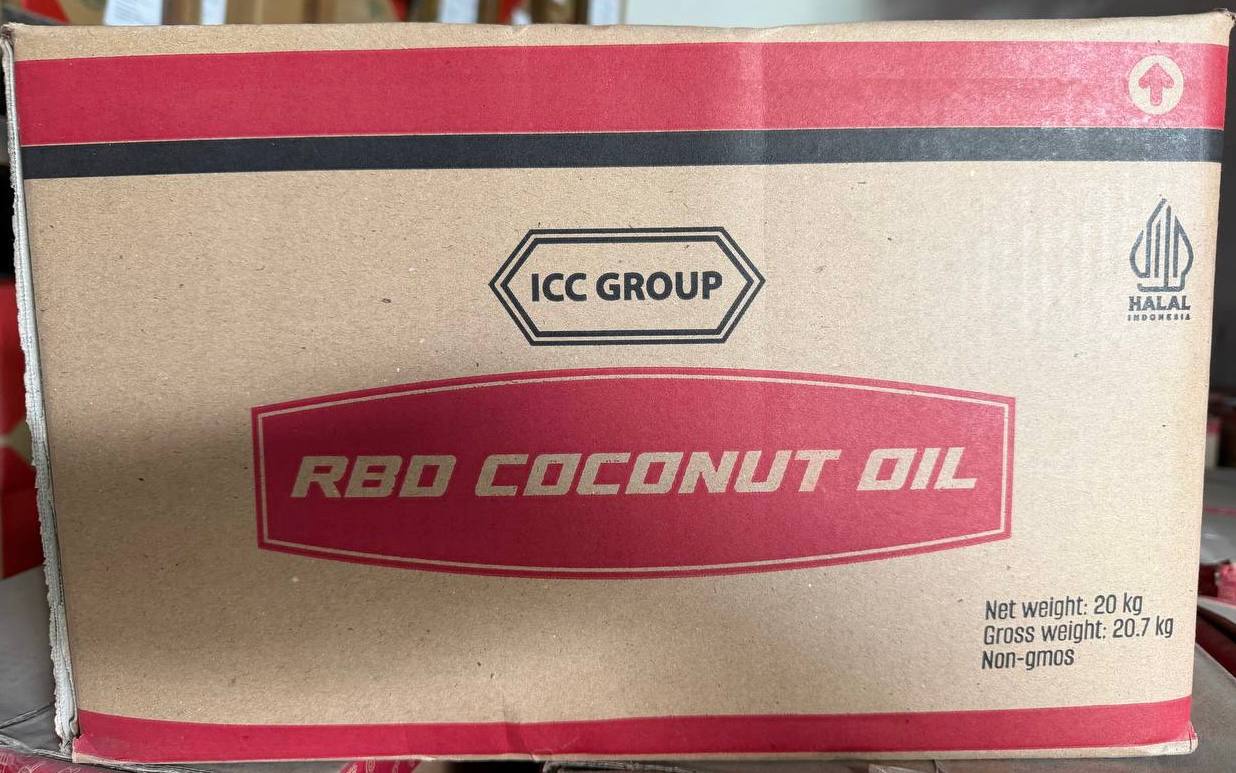 ICC GROUP
HALAL
INDONESIA
RBD COCONUT OIL
Net weight: 20 kg
Gross weight: 20.7 kg
Non-gmos